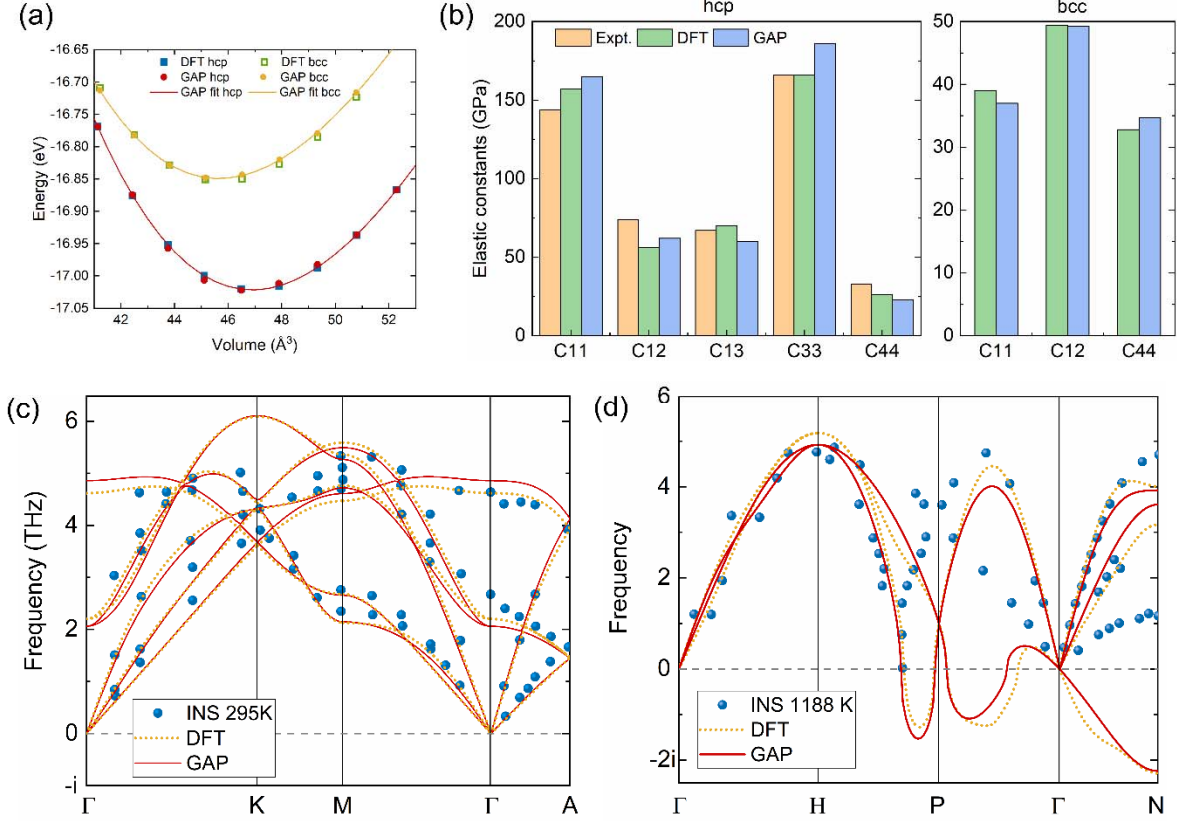 (a)
-16.65
-16.70
-16.75
-16.80
-16.85
-16.90
-16.95
-17.00
-17.05
Energy (eV)
DFT hcp
DFT bcc
GAP hcp
GAP bcc
GAP fit hcp
GAP fit bcc
42 44 46 48 50 52
Volume (Å³)
(b)
hcp
bcc
200
150
100
50
0
Elastic constants (GPa)
Expt. DFT GAP
C11 C12 C13 C33 C44
50
40
30
20
10
0
C11 C12 C44
(c)
6
4
2
0
-i
Frequency (THz)
INS 295K
DFT
GAP
Γ K M Γ A
(d)
6
4
2
0
-2i
Frequency
INS 1188 K
DFT
GAP
Γ H P Γ N